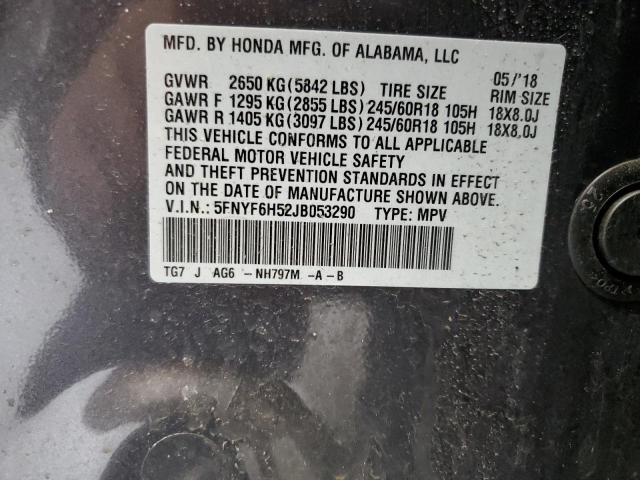 MFD. BY HONDA MFG. OF ALABAMA, LLC
05/'18
GVWR 2650 KG (5842 LBS) TIRE SIZE RIM SIZE
GAWR F 1295 KG (2855 LBS) 245/60R18 105H 18X8.0J
GAWR R 1405 KG (3097 LBS) 245/60R18 105H 18X8.0J
THIS VEHICLE CONFORMS TO ALL APPLICABLE
FEDERAL MOTOR VEHICLE SAFETY
AND THEFT PREVENTION STANDARDS IN EFFECT
ON THE DATE OF MANUFACTURE SHOWN ABOVE.
V.I.N.: 5FNYF6H52JB053290 TYPE: MPV
TG7 J AG6 - NH797M -A - B